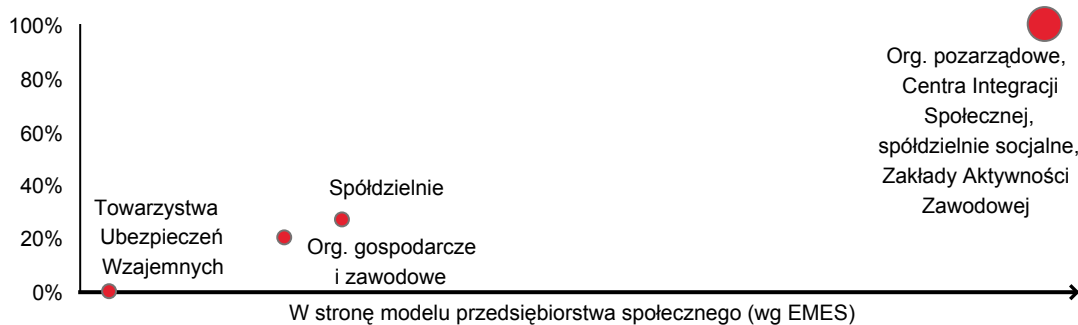 100%
80%
60%
40%
20%
0%
Towarzystwa
Ubezpieczeń
Wzajemnych
Spółdzielnie
Org. gospodarcze
i zawodowe
Org. pozarządowe,
Centra Integracji
Społecznej,
spółdzielnie socjalne,
Zakłady Aktywności
Zawodowej
W stronę modelu przedsiębiorstwa społecznego (wg EMES)